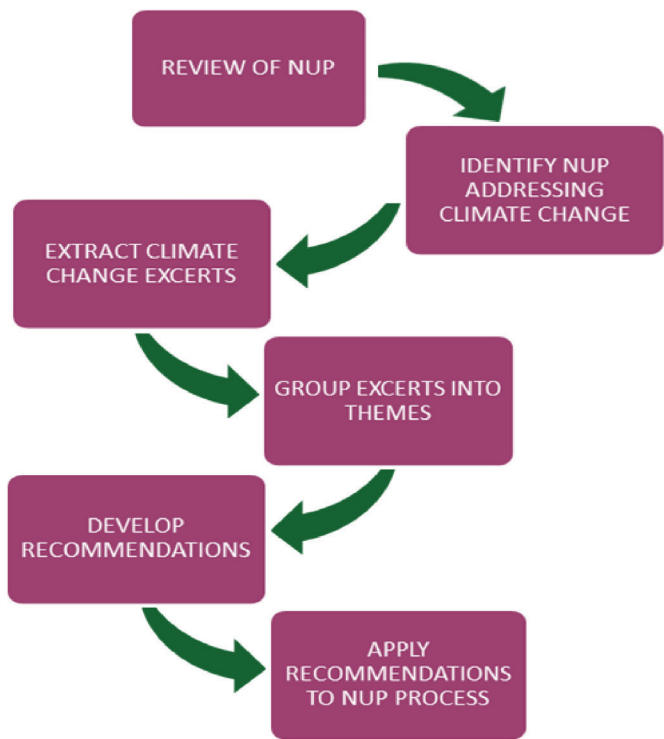 REVIEW OF NUP
IDENTIFY NUP
ADDRESSING
CLIMATE CHANGE
EXTRACT CLIMATE
CHANGE EXCERTS
GROUP EXCERTS INTO
THEMES
DEVELOP
RECOMMENDATIONS
APPLY
RECOMMENDATIONS
TO NUP PROCESS